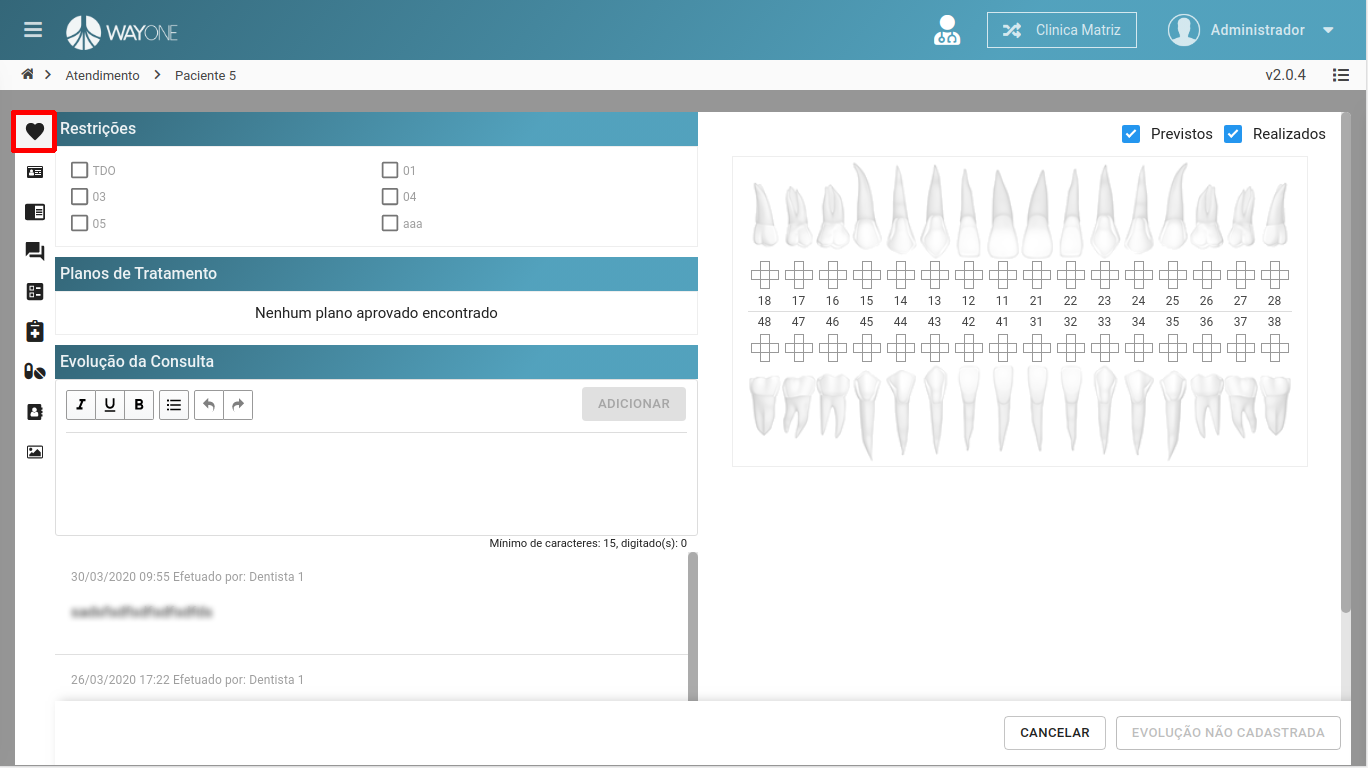 WAYONE
Clinica Matriz
Administrador
Atendimento
Paciente 5
v2.0.4
Restrições
TDO
01
03
04
05
aaa
Planos de Tratamento
Nenhum plano aprovado encontrado
Evolução da Consulta
I U B
ADICIONAR
Mínimo de caracteres: 15, digitado(s): 0
30/03/2020 09:55 Efetuado por: Dentista 1
26/03/2020 17:22 Efetuado por: Dentista 1
Previstos
Realizados
18 17 16 15 14 13 12 11 21 22 23 24 25 26 27 28
48 47 46 45 44 43 42 41 31 32 33 34 35 36 37 38
CANCELAR
EVOLUÇÃO NÃO CADASTRADA